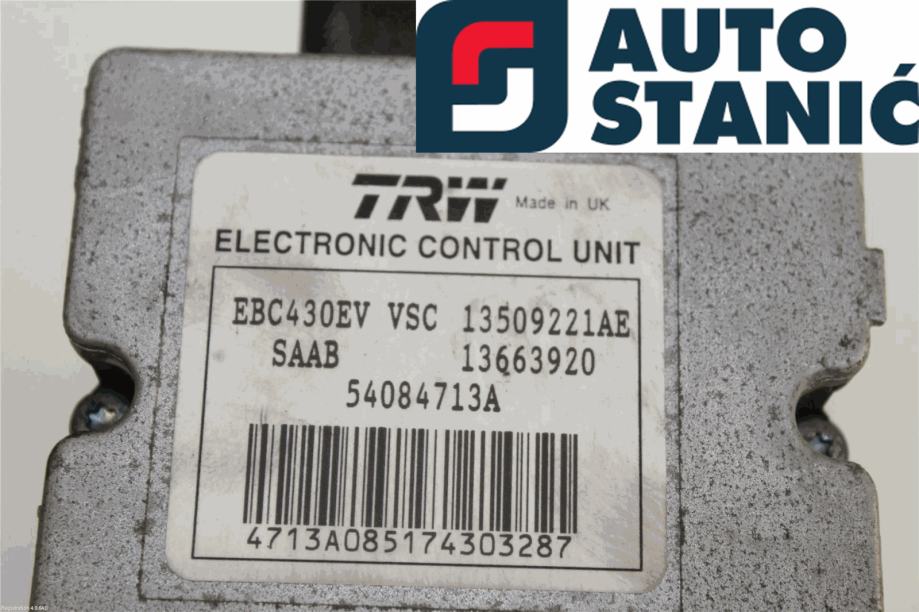 AUTO
STANIĆ
TRW Made in UK
ELECTRONIC CONTROL UNIT
EBC430EV VSC 13509221AE
SAAB 13663920
54084713A
4713A085174303287